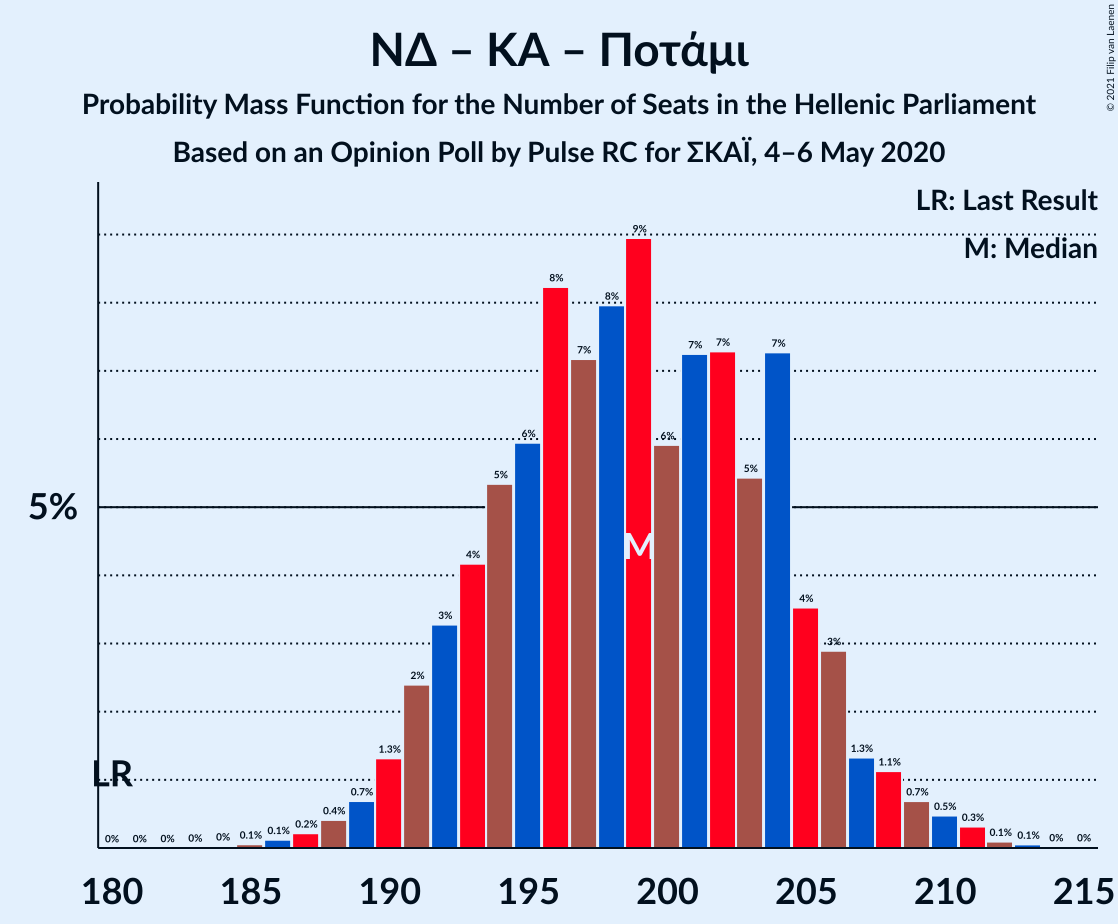 ΝΔ – ΚΑ – Ποτάμι
Probability Mass Function for the Number of Seats in the Hellenic Parliament
Based on an Opinion Poll by Pulse RC for ΣΚΑΪ, 4–6 May 2020
© 2021 Filip van Laenen
LR: Last Result
M: Median
5%
LR
M
0% 0% 0% 0% 0% 0.1% 0.1% 0.2% 0.4% 0.7% 1.3% 2% 3% 4% 5% 6% 8% 7% 8% 9% 6% 7% 7% 5% 7% 4% 3% 1.3% 1.1% 0.7% 0.5% 0.3% 0.1% 0.1% 0% 0%
180 185 190 195 200 205 210 215